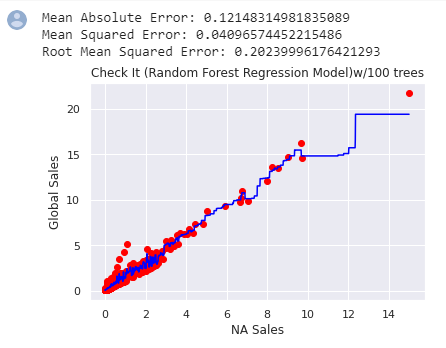 Mean Absolute Error: 0.12148314981835089
Mean Squared Error: 0.04096574452215486
Root Mean Squared Error: 0.20239996176421293
Check It (Random Forest Regression Model)w/100 trees
20
15
10
5
0
Global Sales
0 2 4 6 8 10 12 14
NA Sales